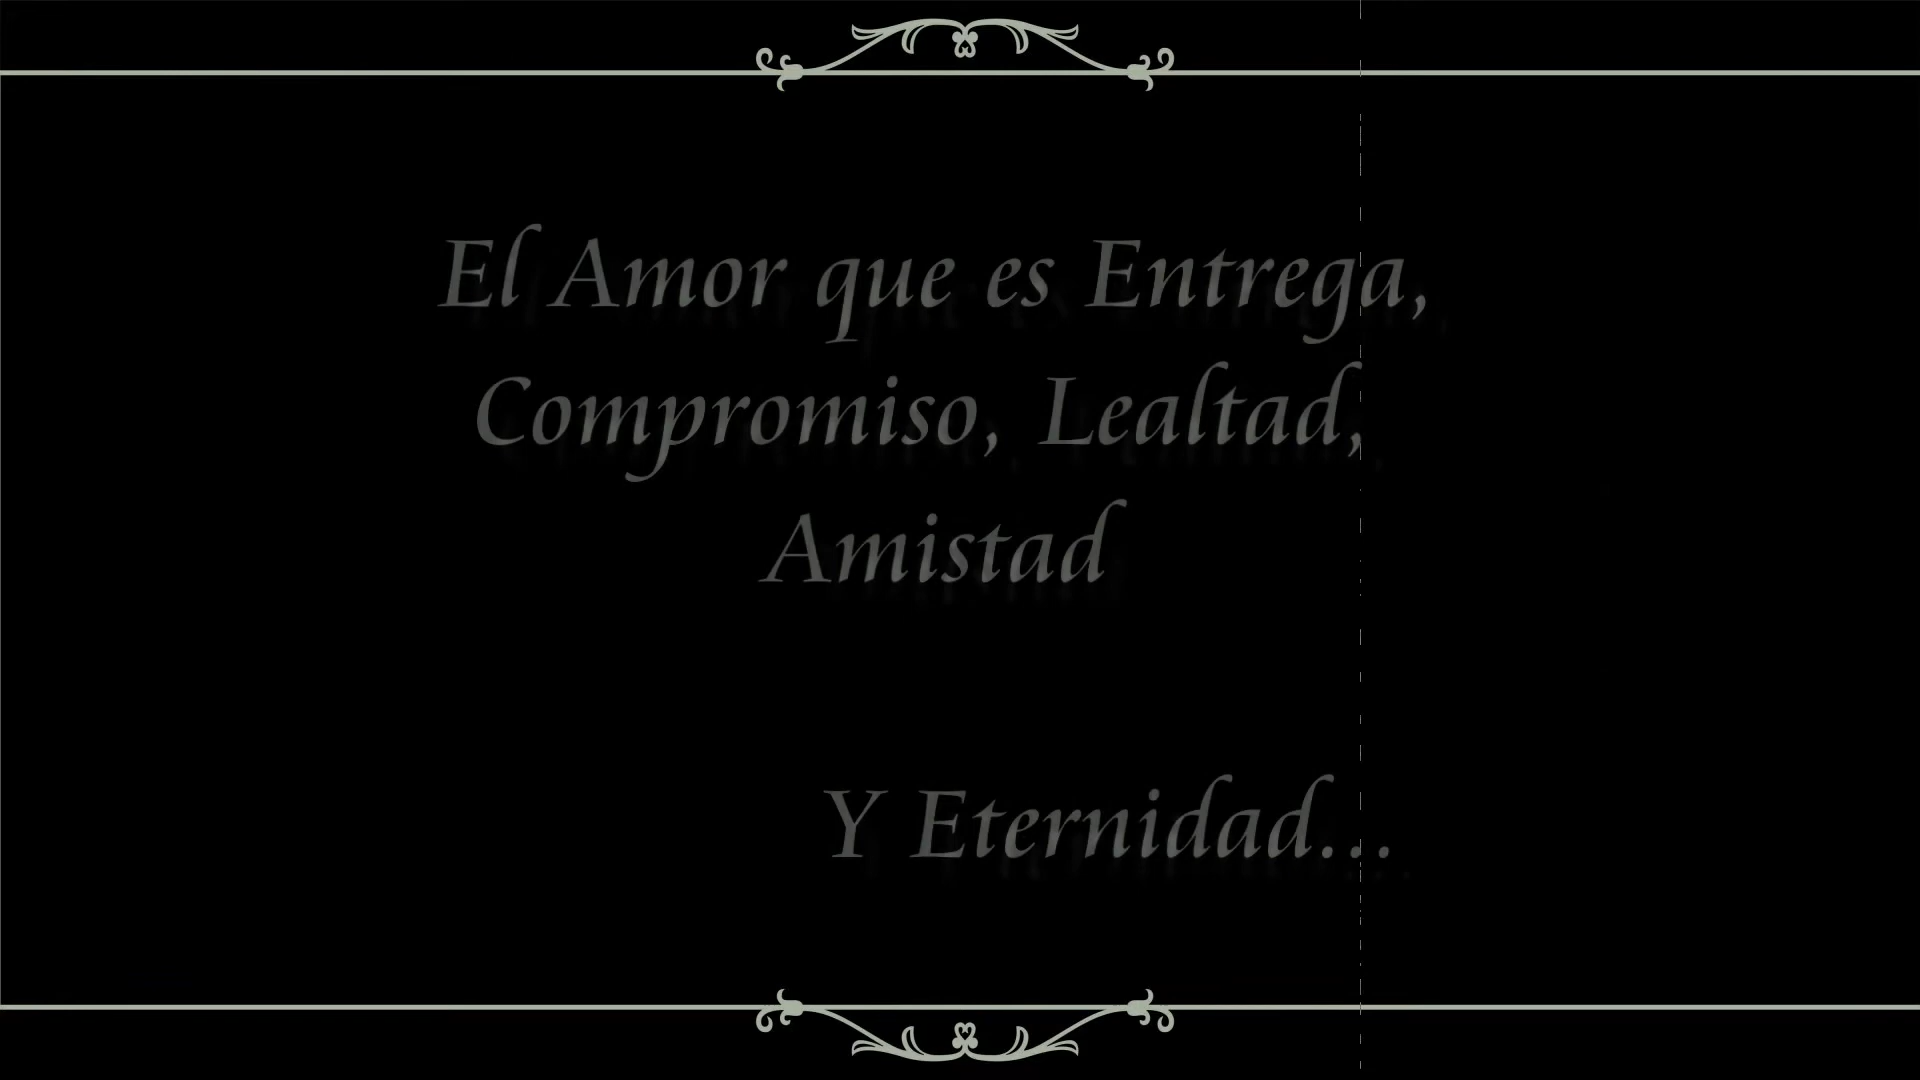 El Amor que es Entrega,
Compromiso, Lealtad,
Amistad
Y Eternidad...